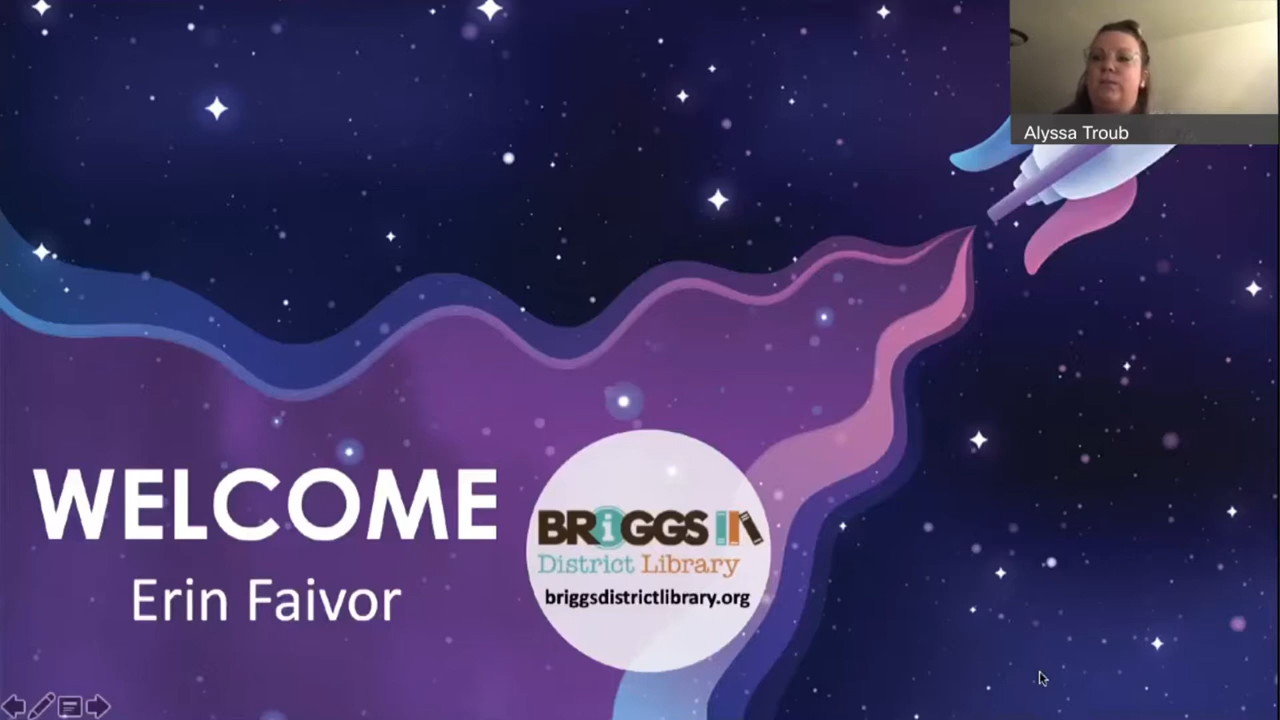 Alyssa Troub
WELCOME
Erin Faivor
BRiGGS
District Library
briggsdistrictlibrary.org